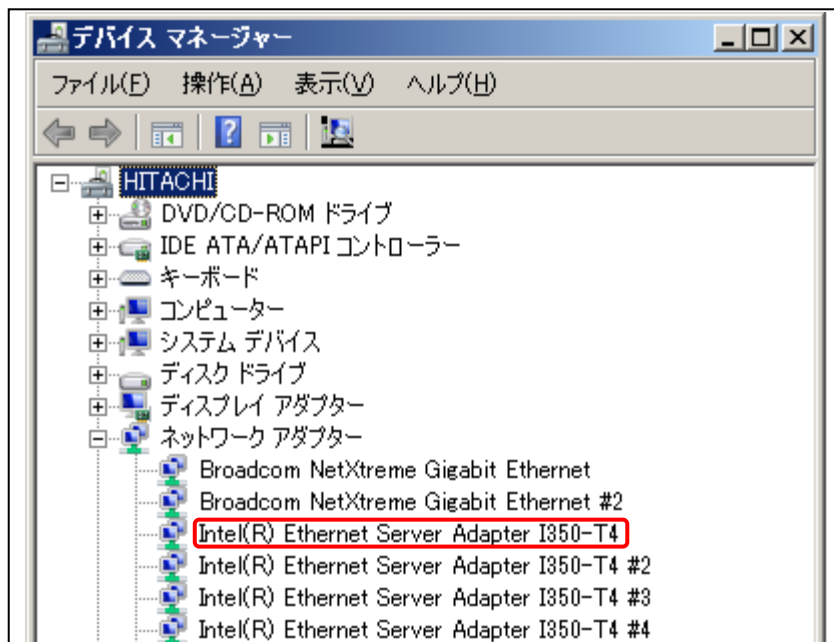 デバイス マネージャー
ファイル(F) 操作(A) 表示(V) ヘルプ(H)
HITACHI
DVD/CD-ROM ドライブ
IDE ATA/ATAPI コントローラー
キーボード
コンピューター
システム デバイス
ディスク ドライブ
ディスプレイ アダプター
ネットワーク アダプター
Broadcom NetXtreme Gigabit Ethernet
Broadcom NetXtreme Gigabit Ethernet #2
Intel(R) Ethernet Server Adapter I350-T4
Intel(R) Ethernet Server Adapter I350-T4 #2
Intel(R) Ethernet Server Adapter I350-T4 #3
Intel(R) Ethernet Server Adapter I350-T4 #4